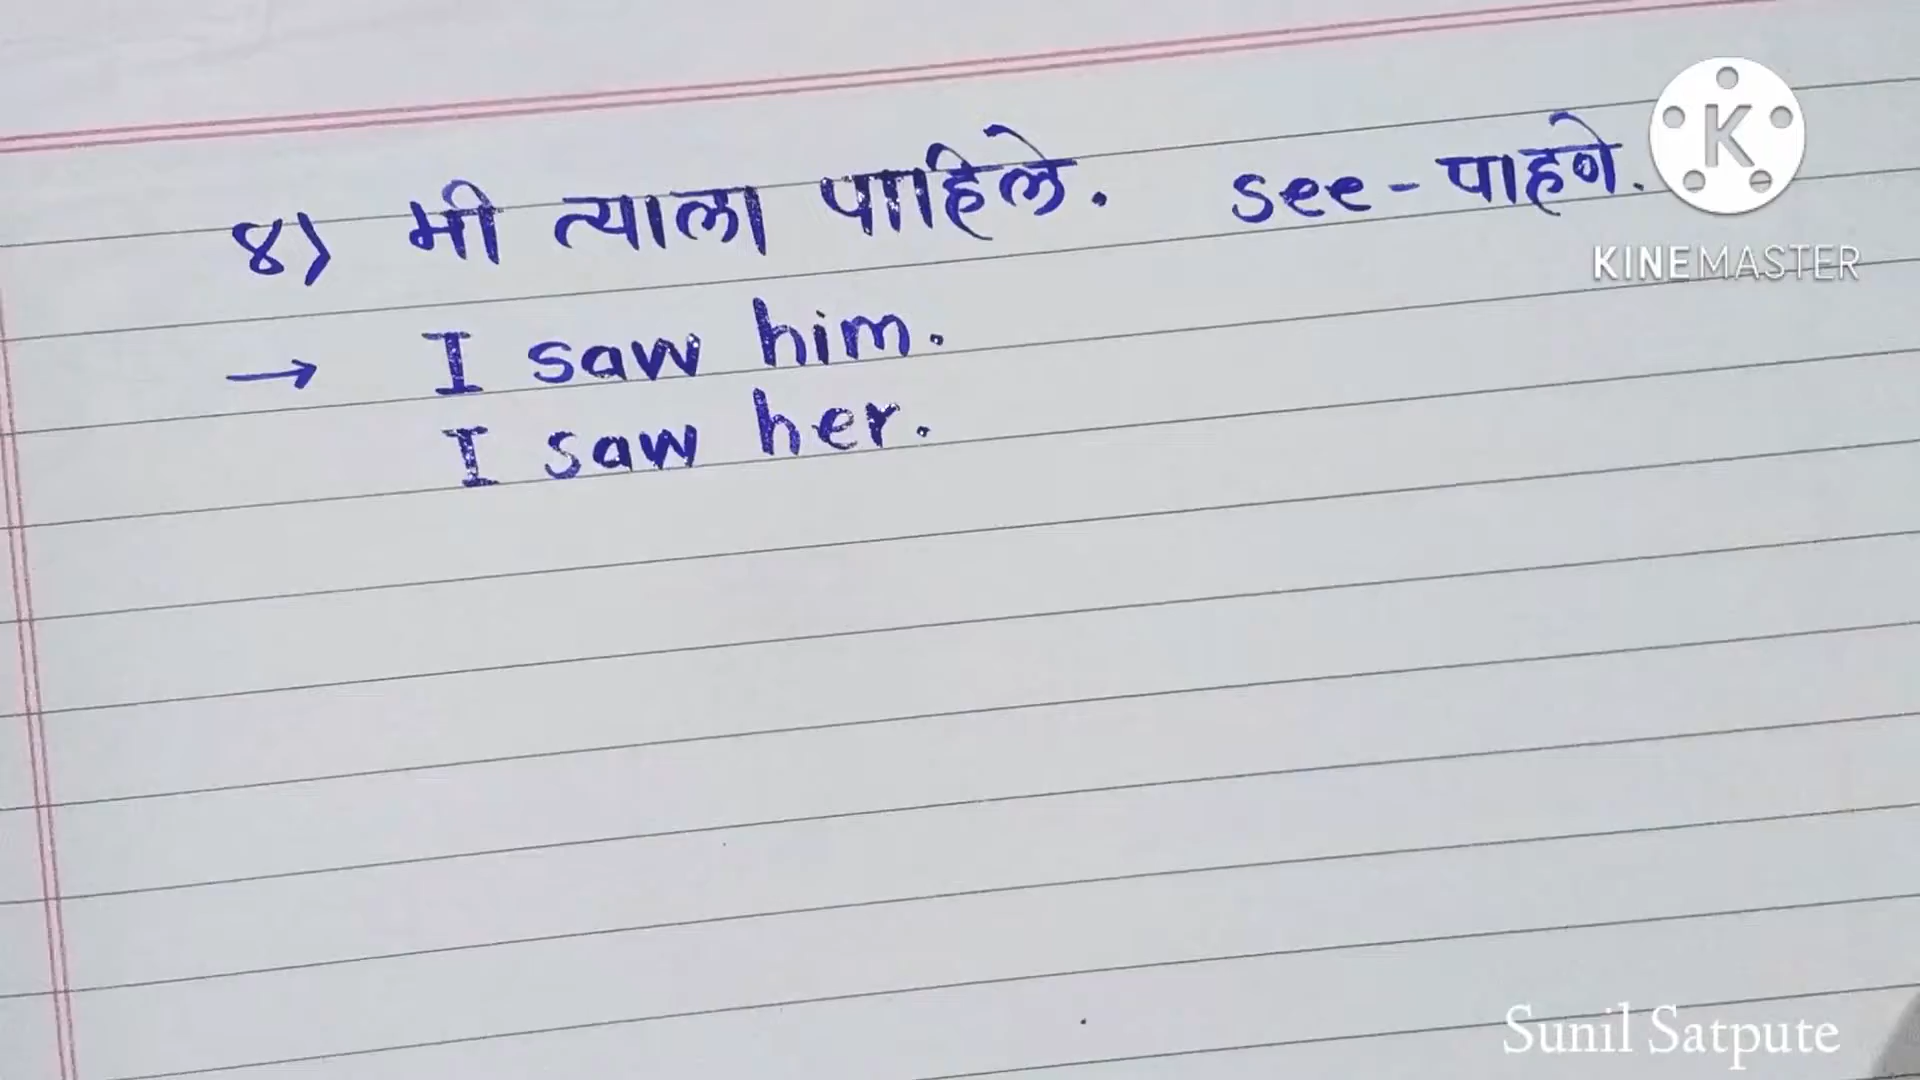 ४) मी त्याला पाहिले. see - पाहणे.
→ I saw him.
I saw her.
K
KINEMASTER
Sunil Satpute